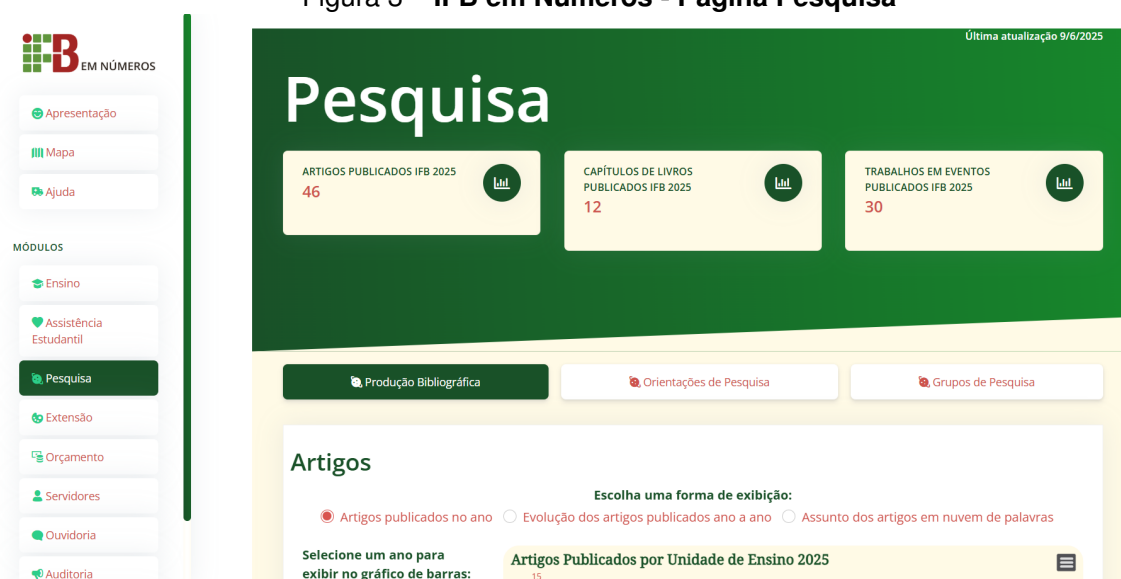 Figura 3 - IFB em Números - Página Pesquisa
IFB EM NÚMEROS
Apresentação
Mapa
Ajuda
MÓDULOS
Ensino
Assistência
Estudantil
Pesquisa
Extensão
Orçamento
Servidores
Ouvidoria
Auditoria
Última atualização 9/6/2025
Pesquisa
ARTIGOS PUBLICADOS IFB 2025
46
CAPÍTULOS DE LIVROS
PUBLICADOS IFB 2025
12
TRABALHOS EM EVENTOS
PUBLICADOS IFB 2025
30
Produção Bibliográfica
Orientações de Pesquisa
Grupos de Pesquisa
Artigos
Escolha uma forma de exibição:
Artigos publicados no ano
Evolução dos artigos publicados ano a ano
Assunto dos artigos em nuvem de palavras
Selecione um ano para
exibir no gráfico de barras:
Artigos Publicados por Unidade de Ensino 2025
15